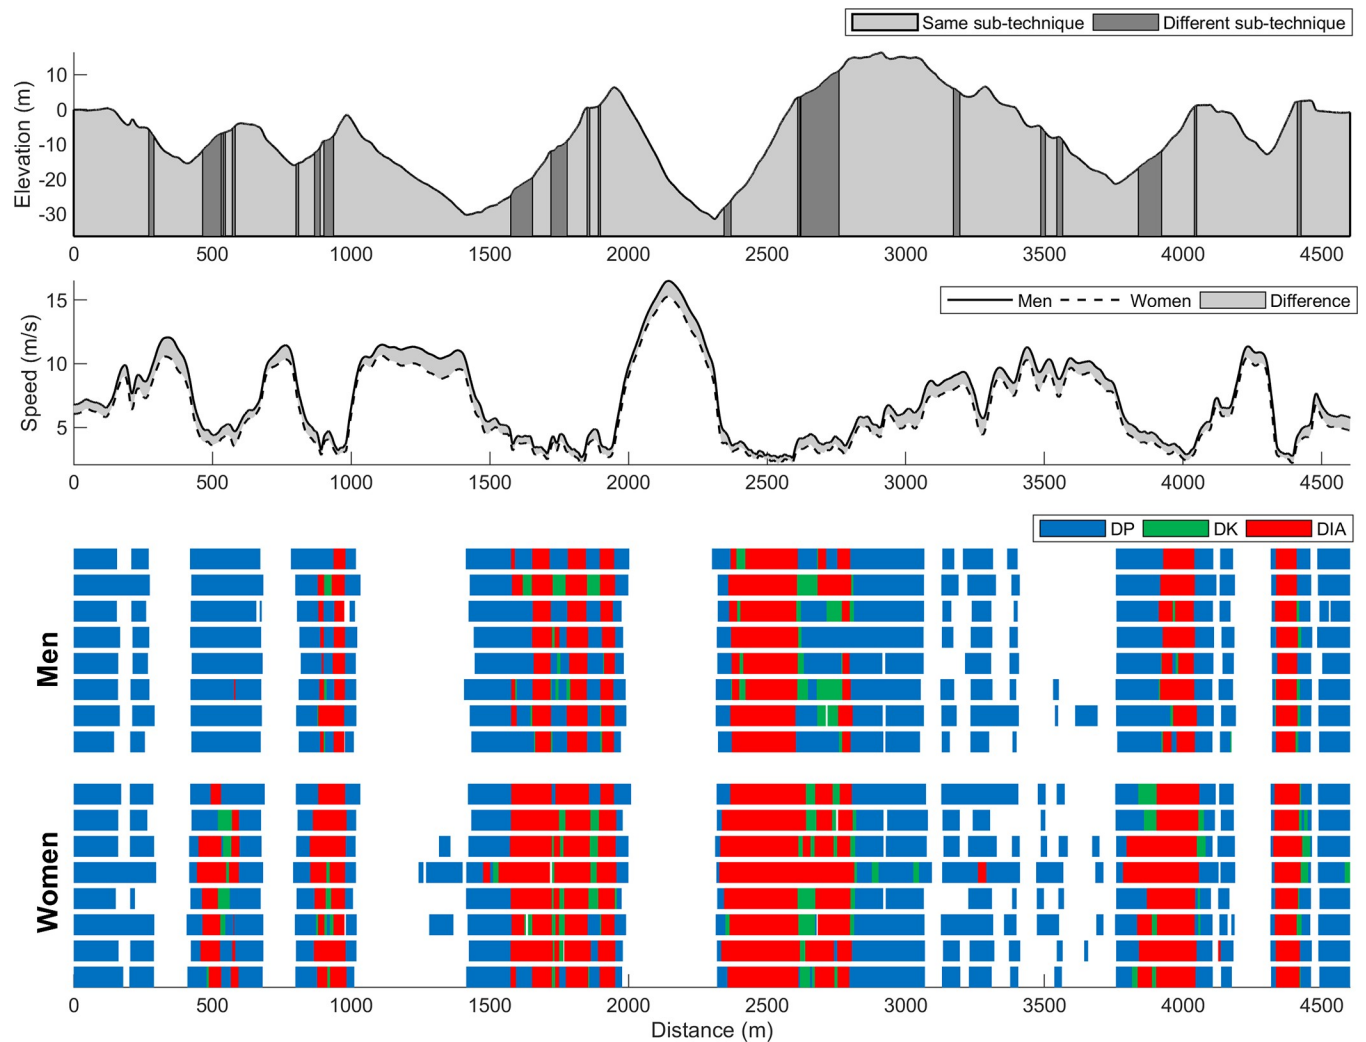 Same sub-technique Different sub-technique
Elevation (m)
10
0
-10
-20
-30
0 500 1000 1500 2000 2500 3000 3500 4000 4500
Men Women Difference
Speed (m/s)
15
10
5
0 500 1000 1500 2000 2500 3000 3500 4000 4500
DP DK DIA
Men
Women
0 500 1000 1500 2000 2500 3000 3500 4000 4500
Distance (m)